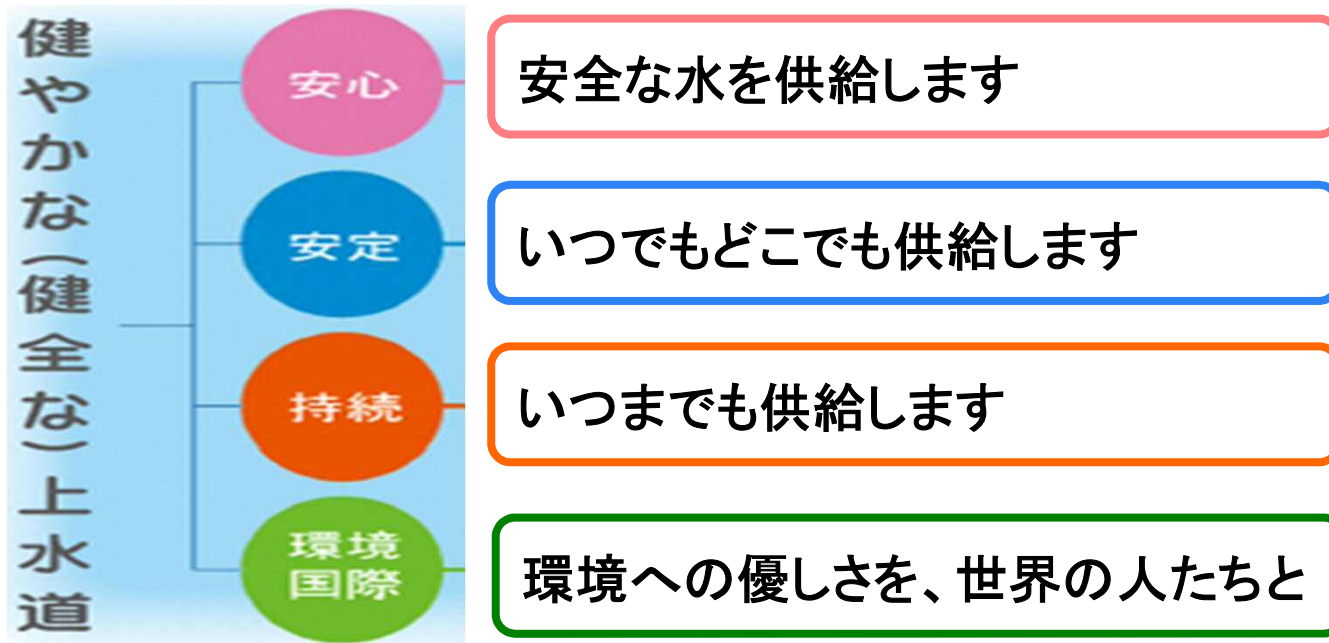 健やかな(健全な)上水道
安心
安全な水を供給します
安定
いつでもどこでも供給します
持続
いつまでも供給します
環境
国際
環境への優しさを、世界の人たちと